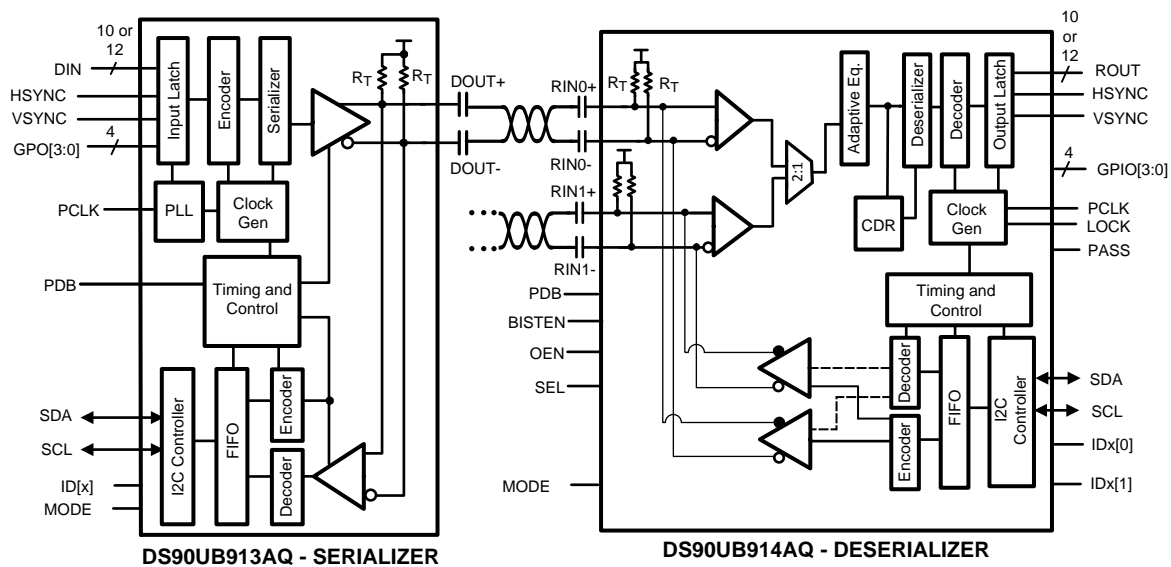 10 or
12
DIN
HSYNC
VSYNC
4
GPO[3:0]
PCLK
PDB
SDA
SCL
ID[x]
MODE
Input Latch
Encoder
Serializer
PLL
Clock
Gen
Timing and
Control
I2C Controller
FIFO
Encoder
Decoder
RT
RT
DOUT+
DOUT-
DS90UB913AQ - SERIALIZER
RIN0+
RIN0-
RIN1+
RIN1-
PDB
BISTEN
OEN
SEL
MODE
RT
RT
2:1
Adaptive Eq.
CDR
Deserializer
Decoder
Output Latch
Clock
Gen
Timing and
Control
Decoder
Encoder
FIFO
I2C
Controller
10
or
12
ROUT
HSYNC
VSYNC
4
GPIO[3:0]
PCLK
LOCK
PASS
SDA
SCL
IDx[0]
IDx[1]
DS90UB914AQ - DESERIALIZER